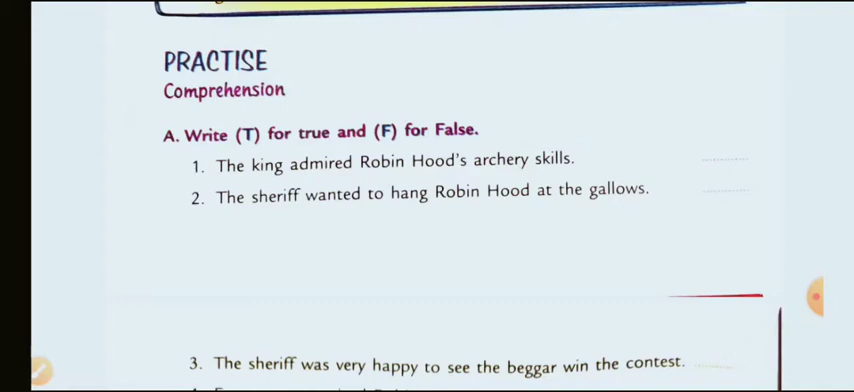 PRACTISE
Comprehension
A. Write (T) for true and (F) for False.
1. The king admired Robin Hood's archery skills. ............
2. The sheriff wanted to hang Robin Hood at the gallows. ............
3. The sheriff was very happy to see the beggar win the contest. ............